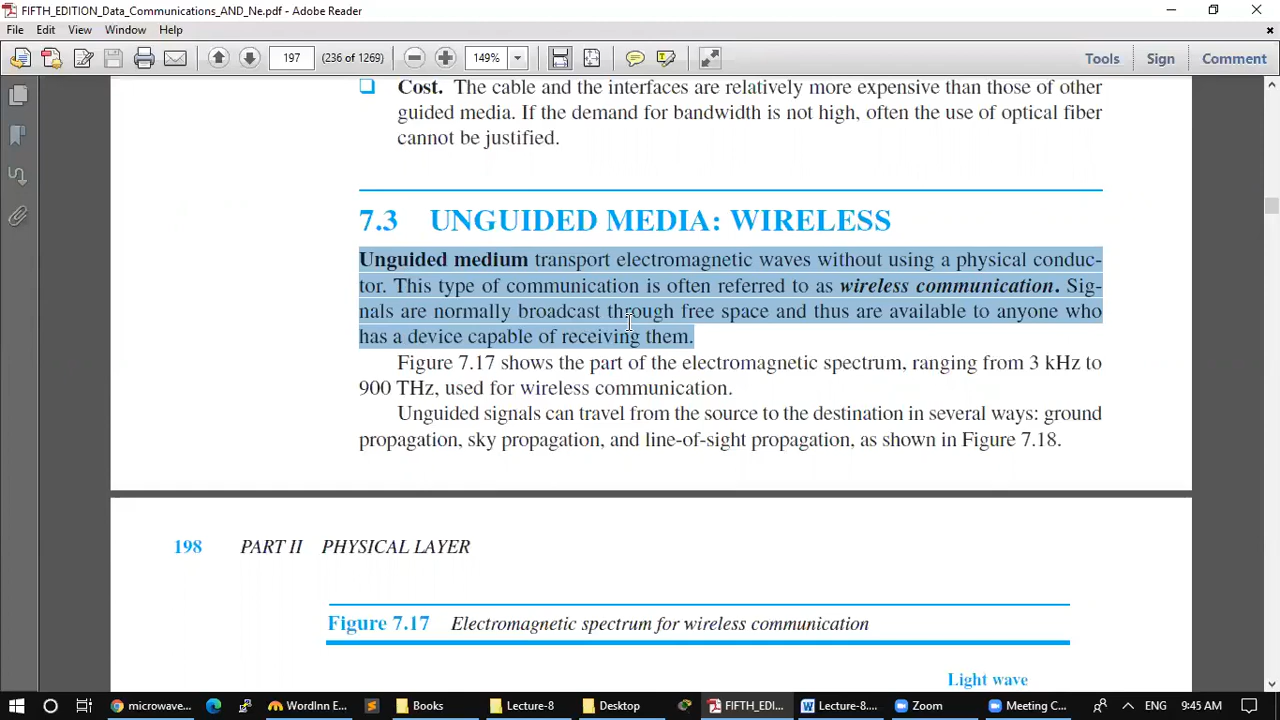 FIFTH_EDITION_Data_Communications_AND_Ne.pdf - Adobe Reader
File Edit View Window Help
197 (236 of 1269) 149% Tools Sign Comment
❑ Cost. The cable and the interfaces are relatively more expensive than those of other
guided media. If the demand for bandwidth is not high, often the use of optical fiber
cannot be justified.
7.3 UNGUIDED MEDIA: WIRELESS
Unguided medium transport electromagnetic waves without using a physical conduc-
tor. This type of communication is often referred to as wireless communication. Sig-
nals are normally broadcast through free space and thus are available to anyone who
has a device capable of receiving them.
Figure 7.17 shows the part of the electromagnetic spectrum, ranging from 3 kHz to
900 THz, used for wireless communication.
Unguided signals can travel from the source to the destination in several ways: ground
propagation, sky propagation, and line-of-sight propagation, as shown in Figure 7.18.
198 PART II PHYSICAL LAYER
Figure 7.17 Electromagnetic spectrum for wireless communication
Light wave
microwave... WordInn E... Books Lecture-8 Desktop FIFTH_EDI... Lecture-8.... Zoom Meeting C... ENG 9:45 AM